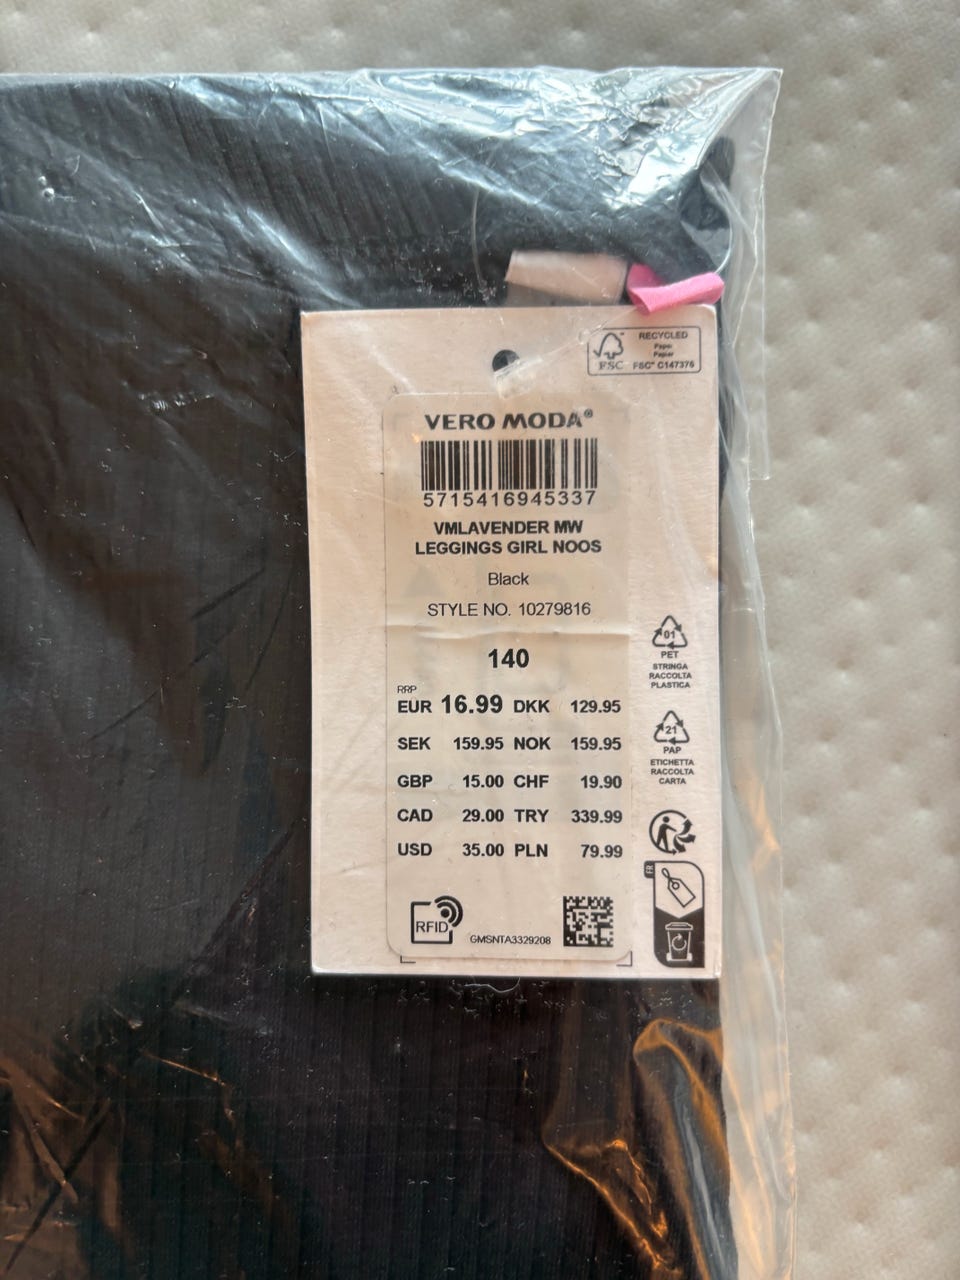 RECYCLED
Paper
Papier
FSC™ C147376
FSC
VERO MODA®
5715416945337
VMLAVENDER MW
LEGGINGS GIRL NOOS
Black
STYLE NO. 10279816
140
RRP
EUR 16.99 DKK 129.95
SEK 159.95 NOK 159.95
GBP 15.00 CHF 19.90
CAD 29.00 TRY 339.99
USD 35.00 PLN 79.99
RFID
GMSNTA3329208
01
PET
STRINGA
RACCOLTA
PLASTICA
21
PAP
ETICHETTA
RACCOLTA
CARTA
FR